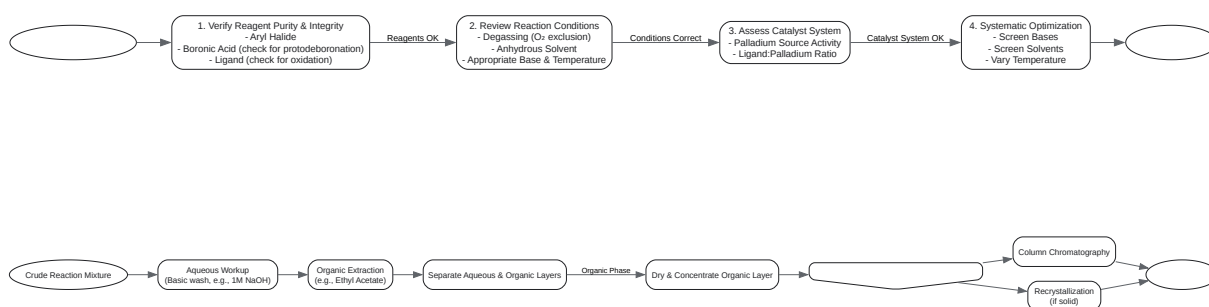 1. Verify Reagent Purity & Integrity
- Aryl Halide
- Boronic Acid (check for protodeboronation)
- Ligand (check for oxidation)
Reagents OK
2. Review Reaction Conditions
- Degassing (O₂ exclusion)
- Anhydrous Solvent
- Appropriate Base & Temperature
Conditions Correct
3. Assess Catalyst System
- Palladium Source Activity
- Ligand:Palladium Ratio
Catalyst System OK
4. Systematic Optimization
- Screen Bases
- Screen Solvents
- Vary Temperature
Crude Reaction Mixture
Aqueous Workup
(Basic wash, e.g., 1M NaOH)
Organic Extraction
(e.g., Ethyl Acetate)
Separate Aqueous & Organic Layers
Organic Phase
Dry & Concentrate Organic Layer
Column Chromatography
Recrystallization
(if solid)